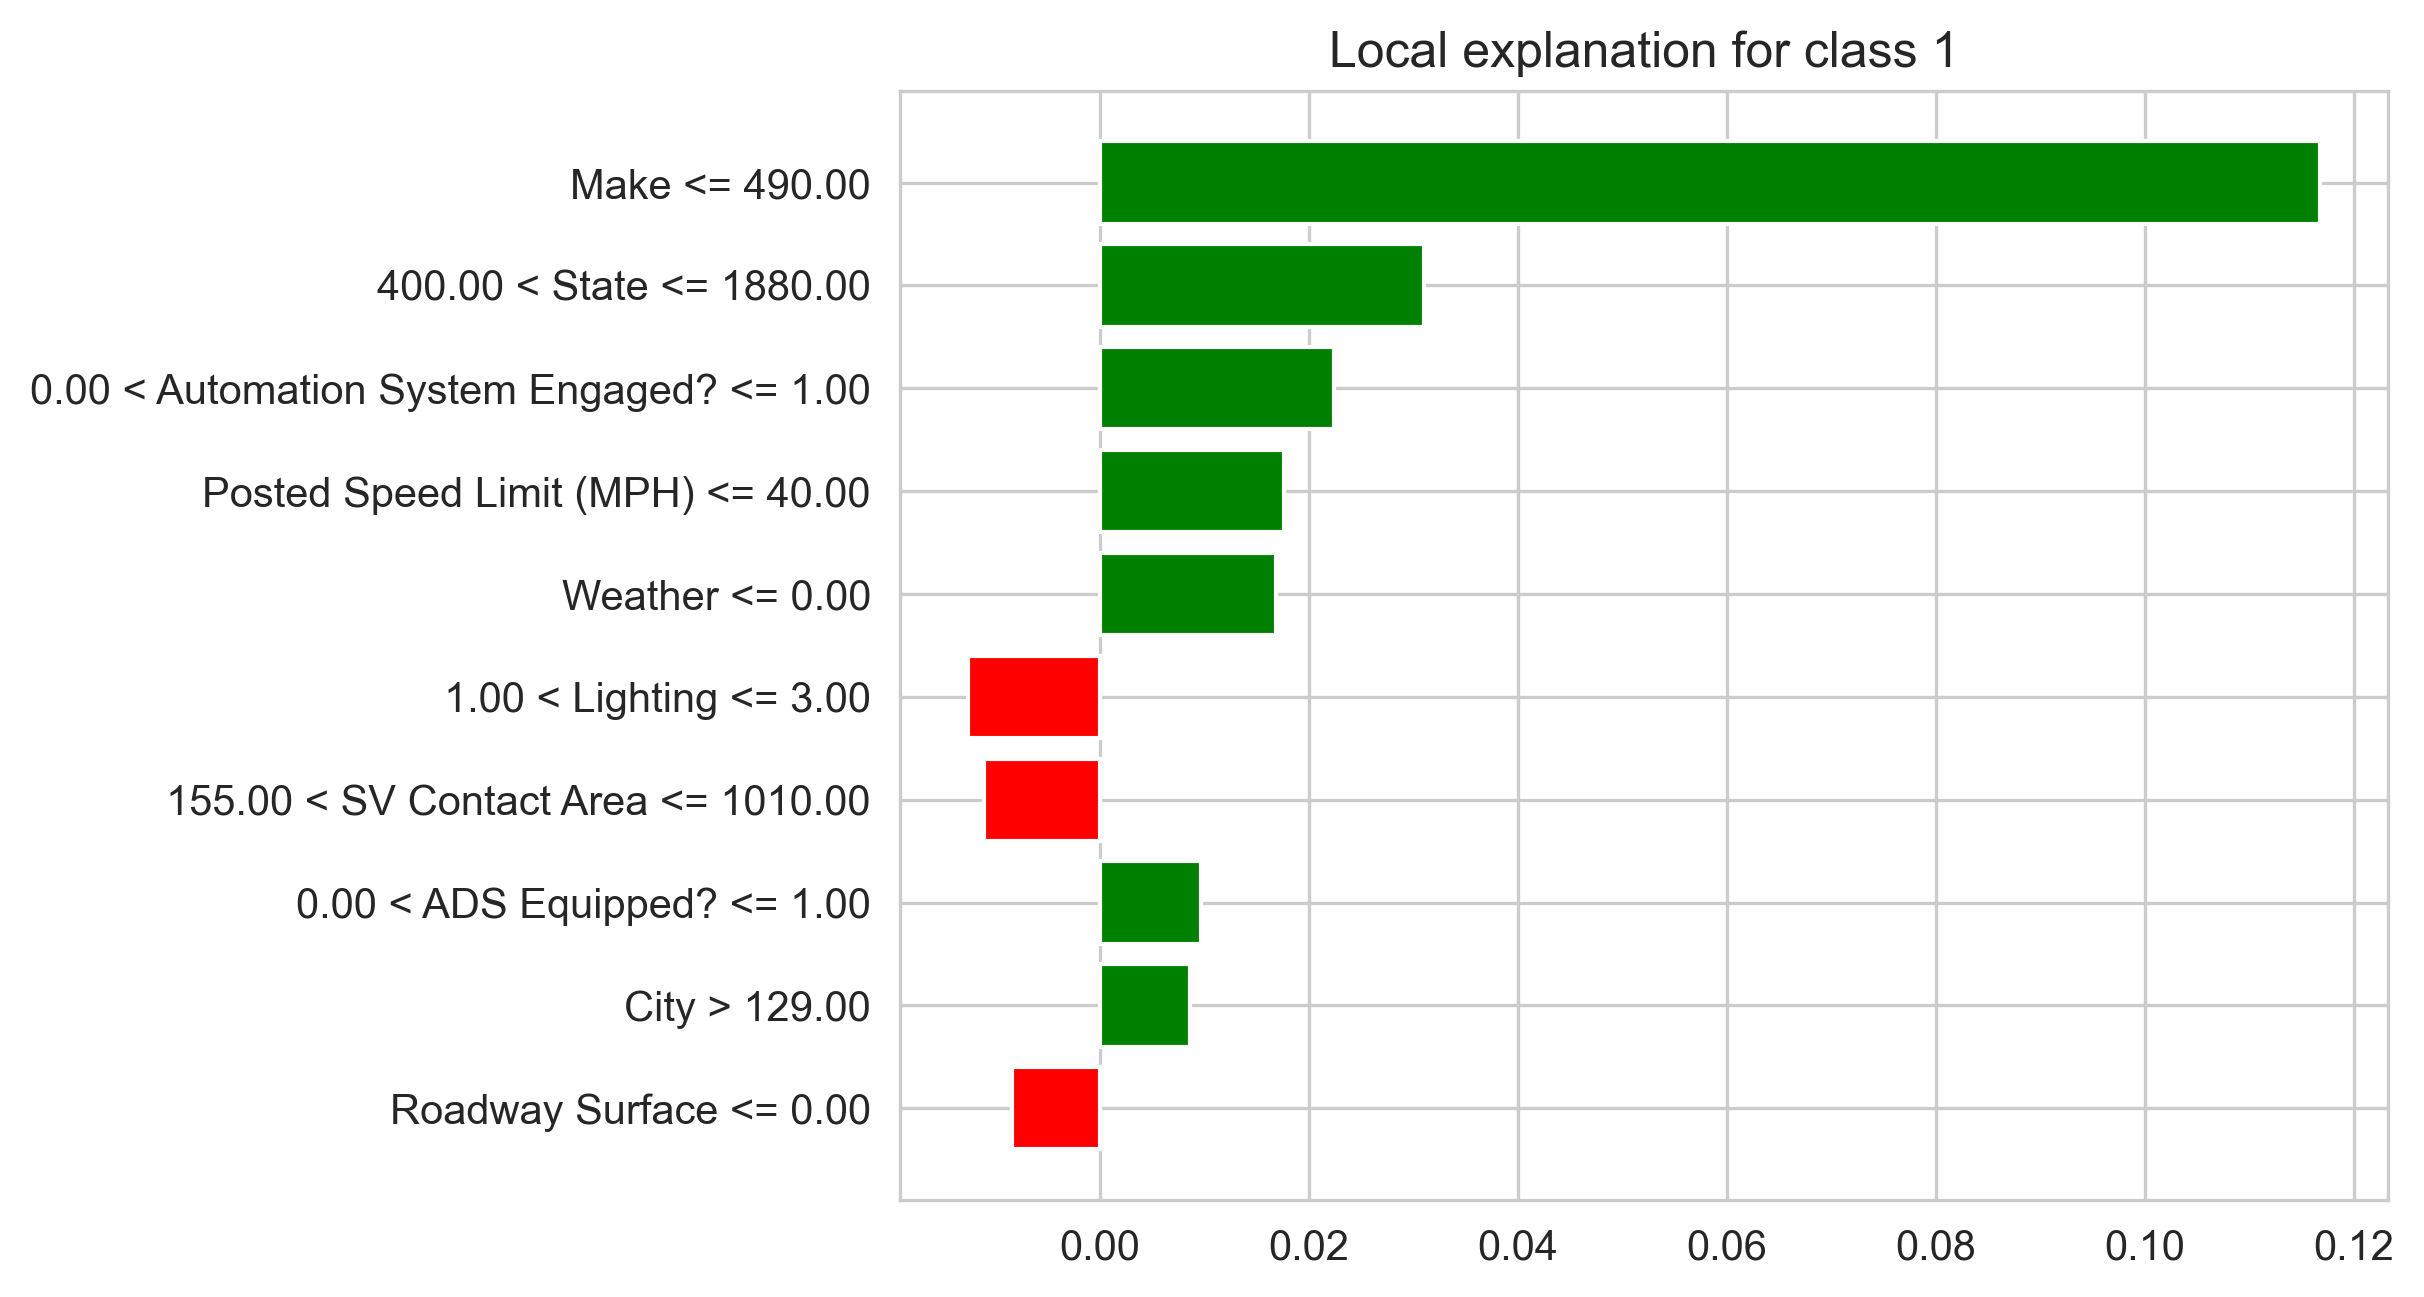 Local explanation for class 1
Make <= 490.00
400.00 < State <= 1880.00
0.00 < Automation System Engaged? <= 1.00
Posted Speed Limit (MPH) <= 40.00
Weather <= 0.00
1.00 < Lighting <= 3.00
155.00 < SV Contact Area <= 1010.00
0.00 < ADS Equipped? <= 1.00
City > 129.00
Roadway Surface <= 0.00
0.00 0.02 0.04 0.06 0.08 0.10 0.12